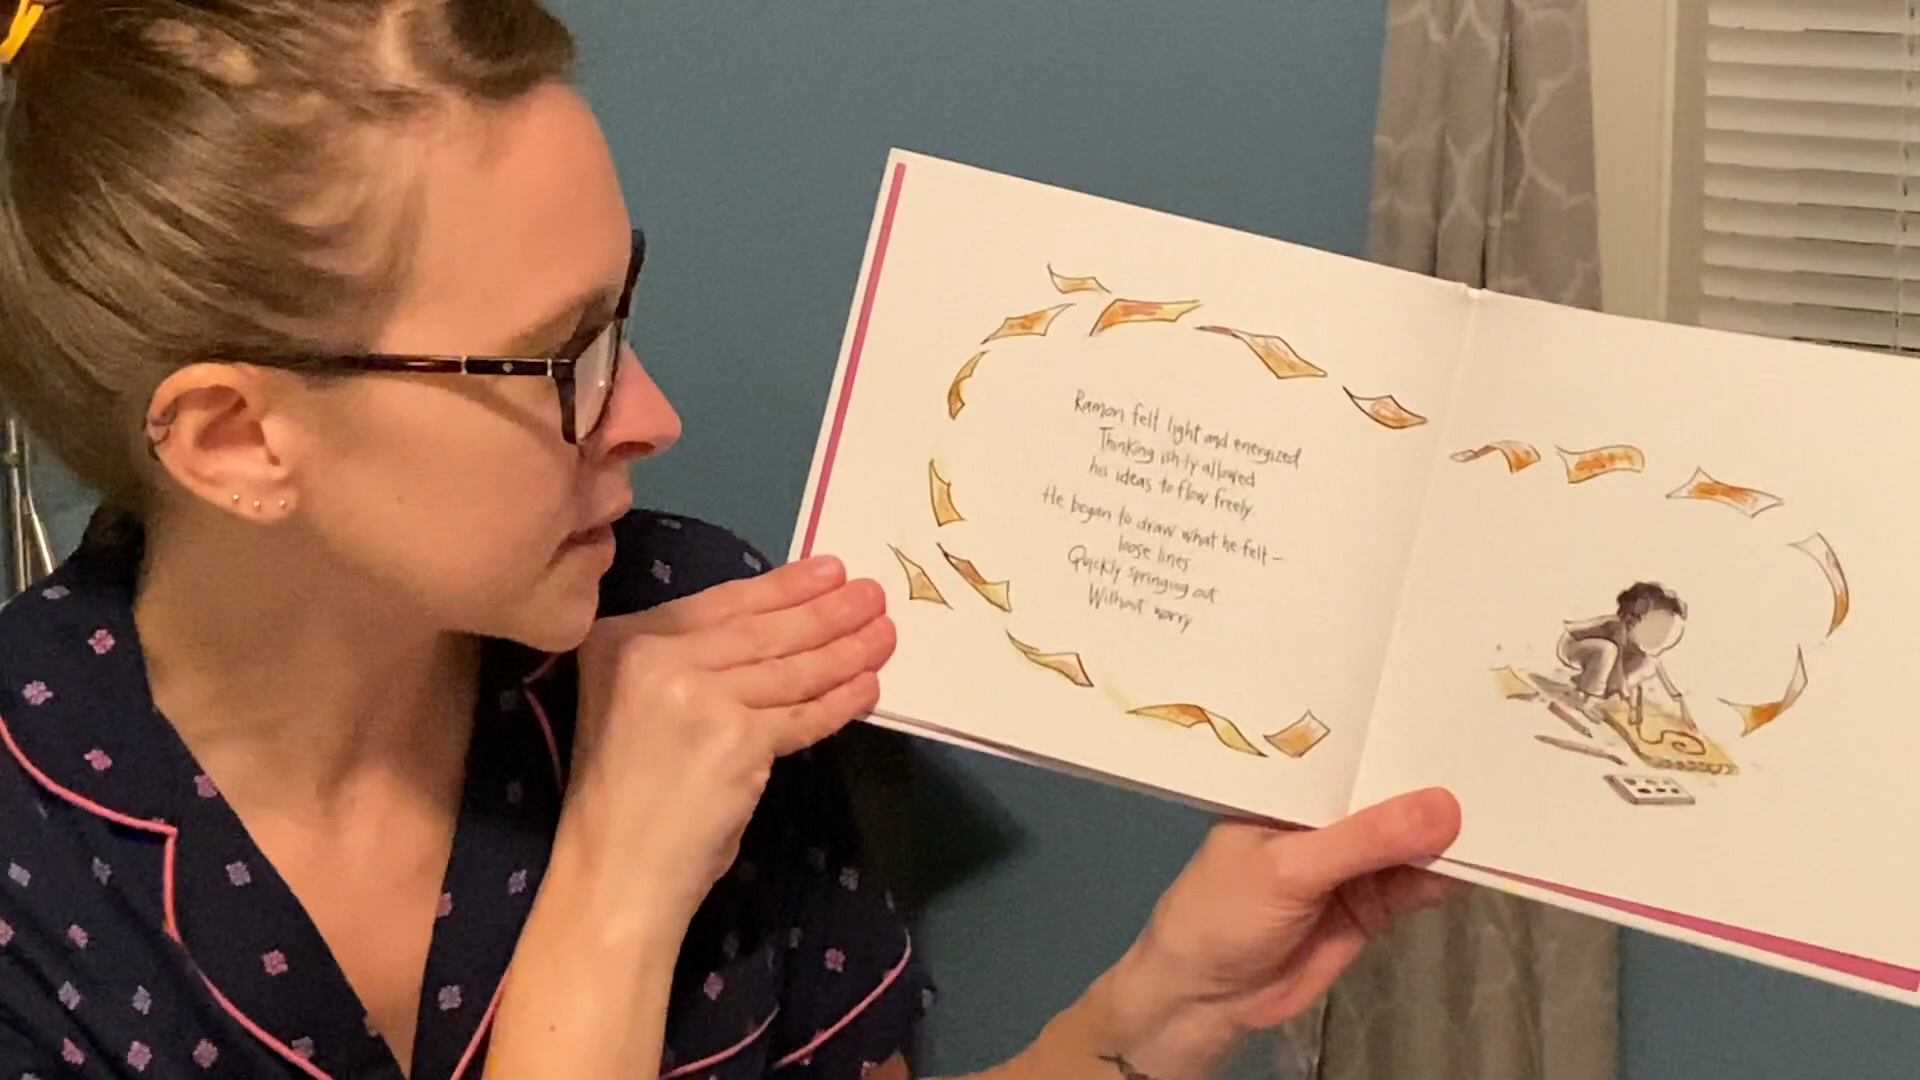 Ramon felt light and energized
Thinking ish-ly allowed
his ideas to flow freely
He began to draw what he felt –
loose lines
Quickly springing out
Without worry